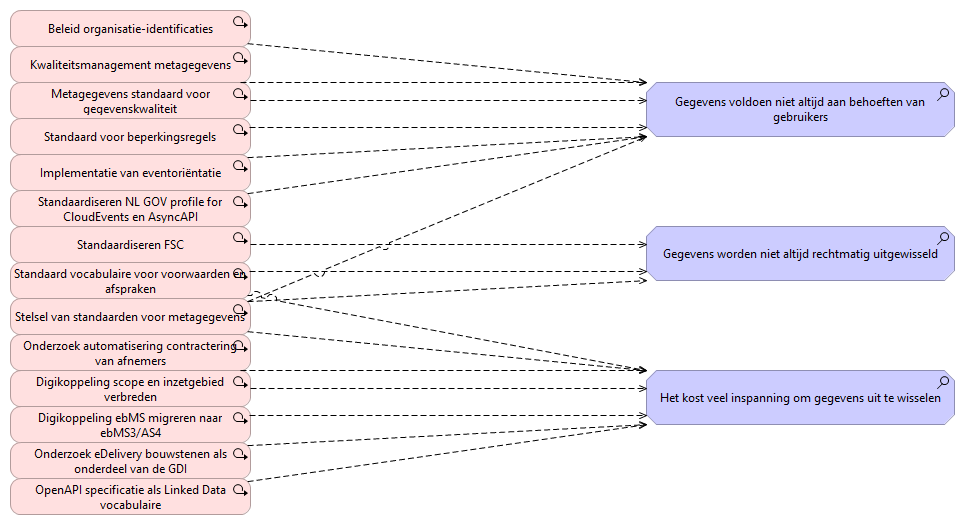 Beleid organisatie-identificaties
Kwaliteitsmanagement metagegevens
Metagegevens standaard voor
gegevenskwaliteit
Standaard voor beperkingsregels
Implementatie van eventoriëntatie
Standaardiseren NL GOV profile for
CloudEvents en AsyncAPI
Standaardiseren FSC
Standaard vocabulaire voor voorwaarden en
afspraken
Stelsel van standaarden voor metagegevens
Onderzoek automatisering contractering
van afnemers
Digikoppeling scope en inzetgebied
verbreden
Digikoppeling ebMS migreren naar
ebMS3/AS4
Onderzoek eDelivery bouwstenen als
onderdeel van de GDI
OpenAPI specificatie als Linked Data
vocabulaire
Gegevens voldoen niet altijd aan behoeften van
gebruikers
Gegevens worden niet altijd rechtmatig uitgewisseld
Het kost veel inspanning om gegevens uit te wisselen